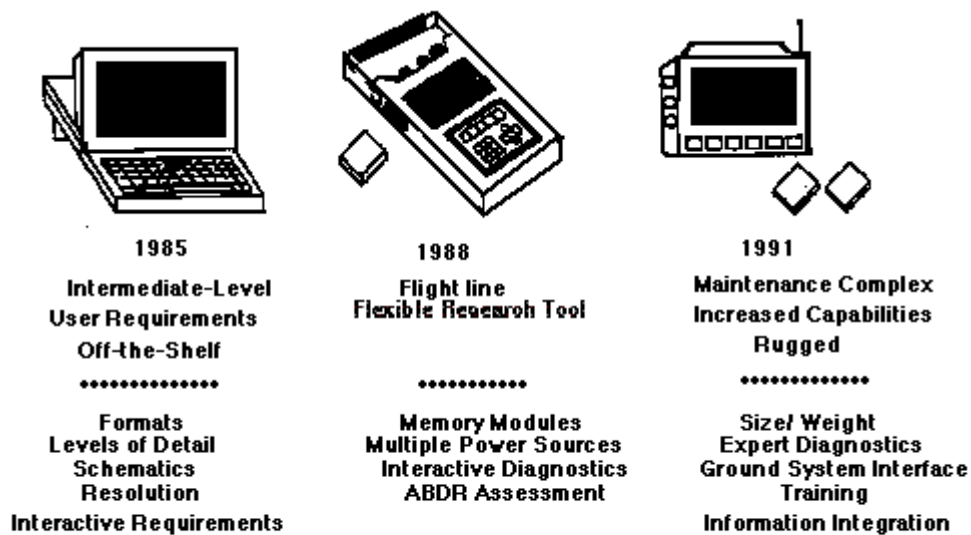 1985
Intermediate-Level
User Requirements
Off-the-Shelf
Formats
Levels of Detail
Schematics
Resolution
Interactive Requirements
1988
Flight line
Flexible Research Tool
Memory Modules
Multiple Power Sources
Interactive Diagnostics
ABDR Assessment
1991
Maintenance Complex
Increased Capabilities
Rugged
Size/ Weight
Expert Diagnostics
Ground System Interface
Training
Information Integration